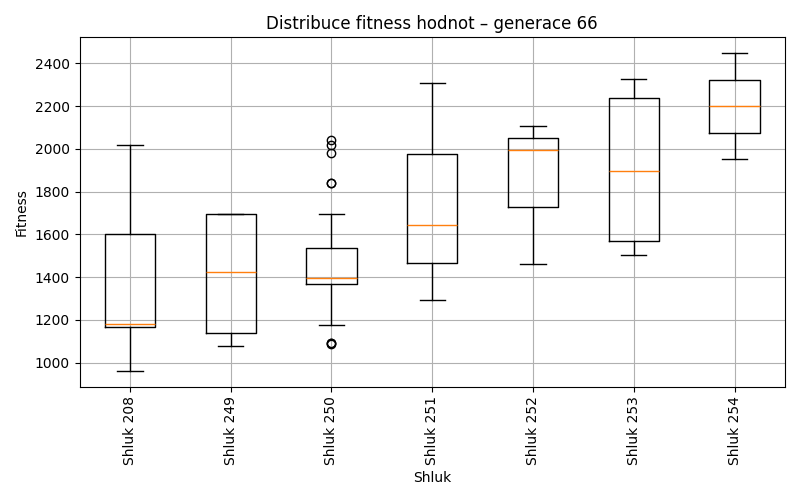 Distribuce fitness hodnot – generace 66
2400
2200
2000
1800
1600
1400
1200
1000
Fitness
Shluk 208
Shluk 249
Shluk 250
Shluk 251
Shluk 252
Shluk 253
Shluk 254
Shluk